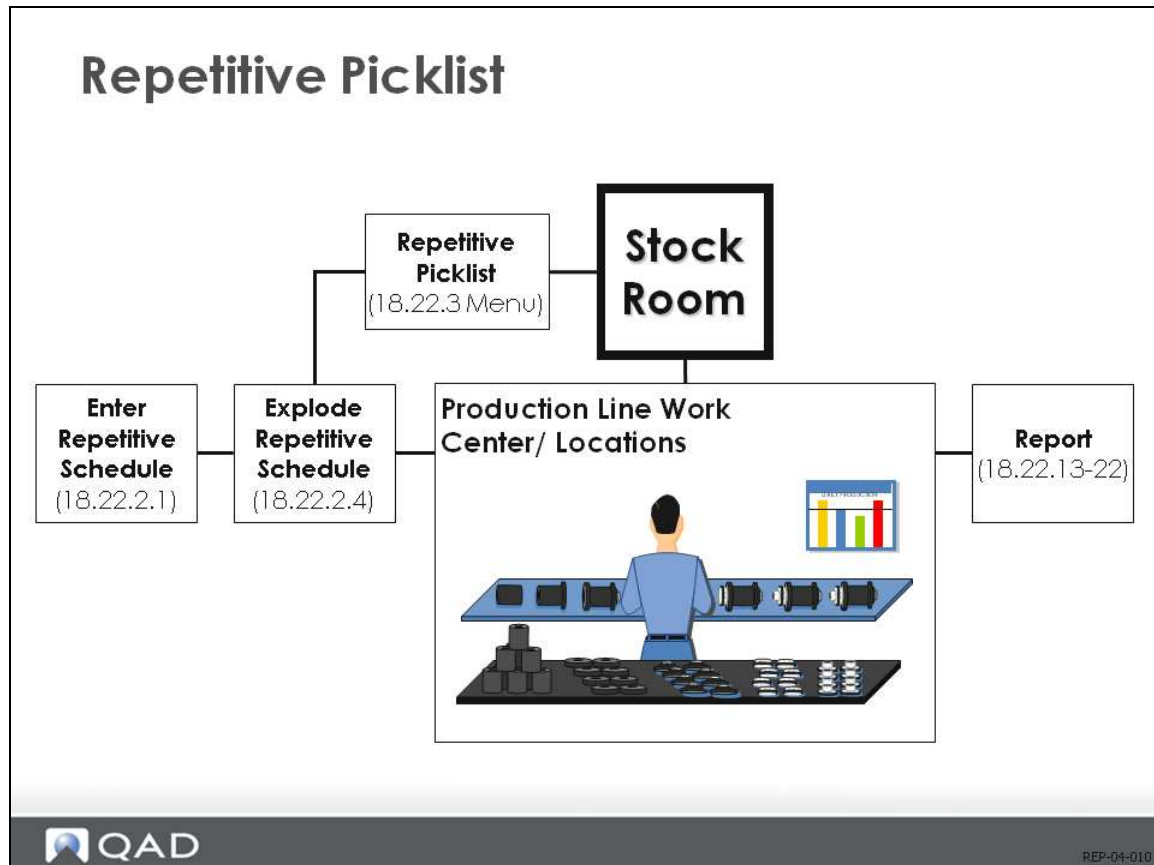 Repetitive Picklist
Repetitive
Picklist
(18.22.3 Menu)
Stock
Room
Enter
Repetitive
Schedule
(18.22.2.1)
Explode
Repetitive
Schedule
(18.22.2.4)
Production Line Work
Center/ Locations
DAILY PRODUCTION
Report
(18.22.13-22)
QAD
REP-04-010